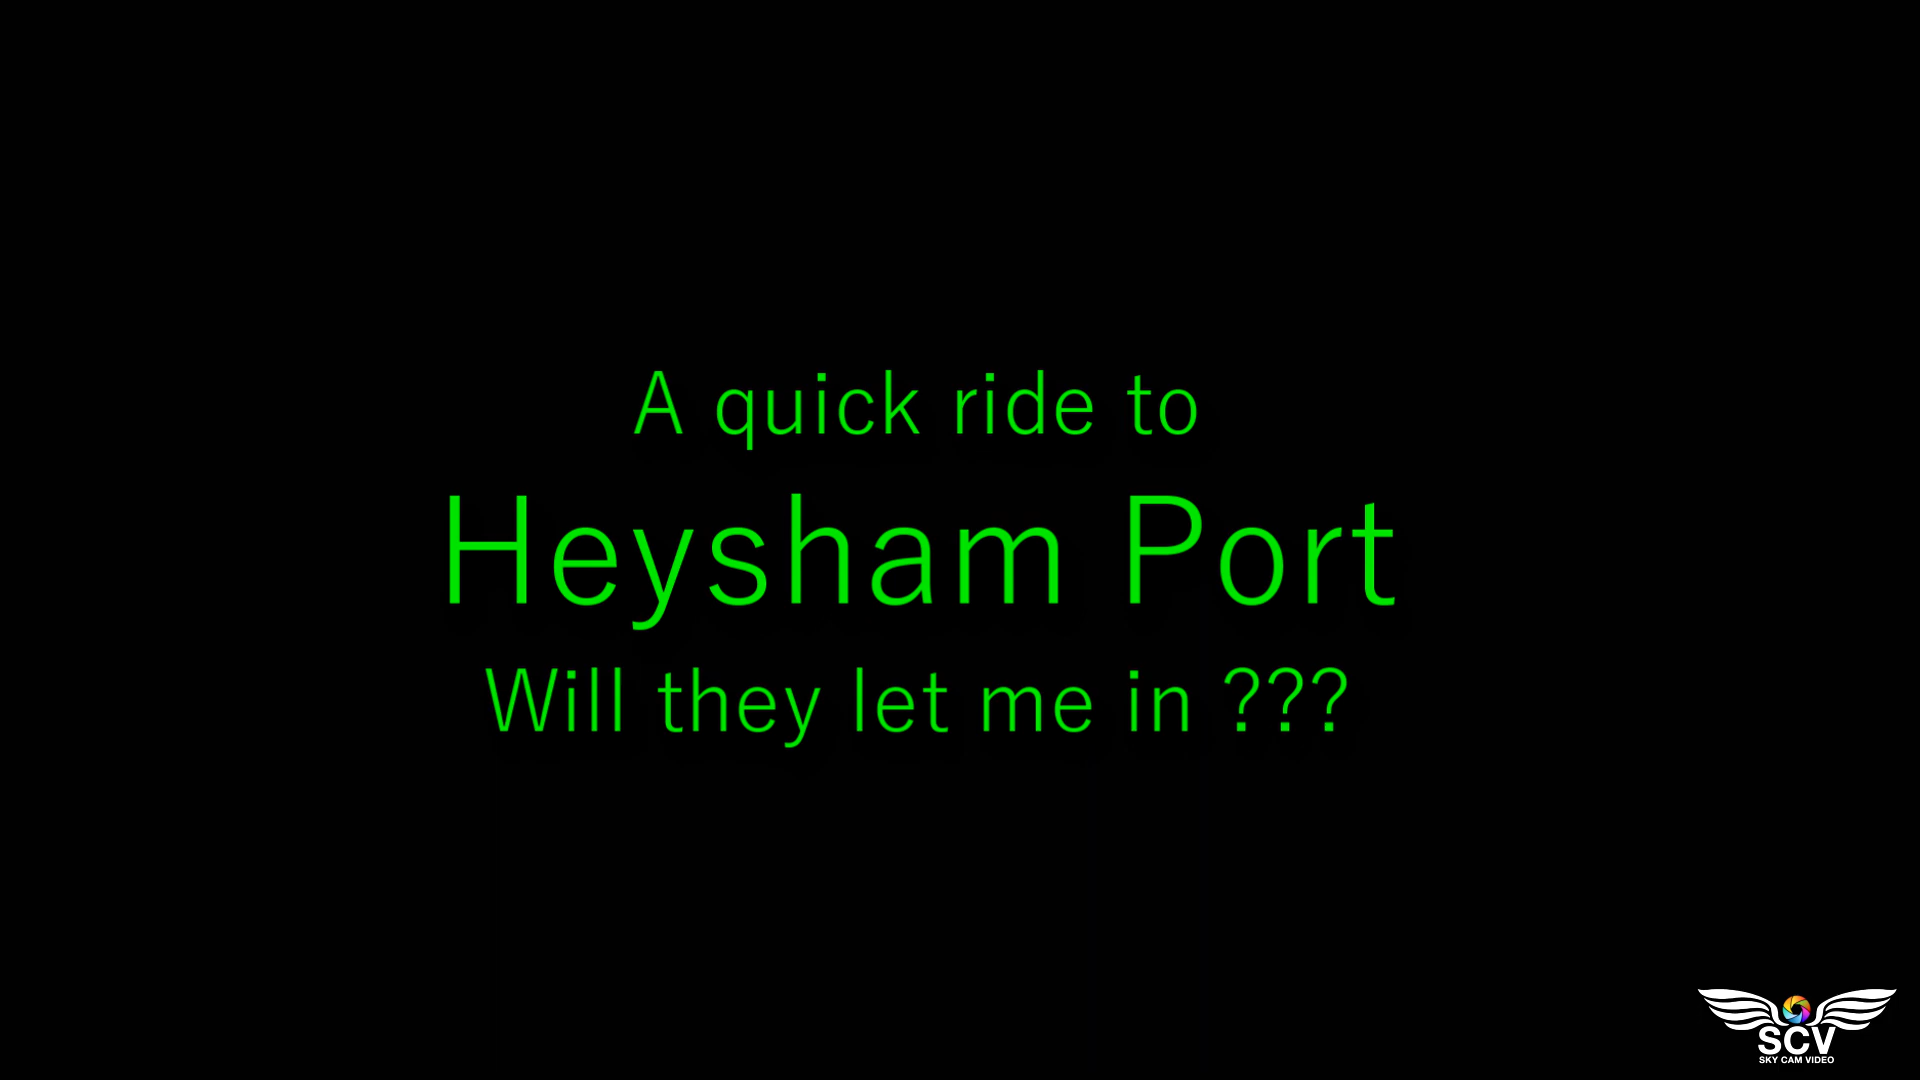 A quick ride to
Heysham Port
Will they let me in ???
SCV
SKY CAM VIDEO